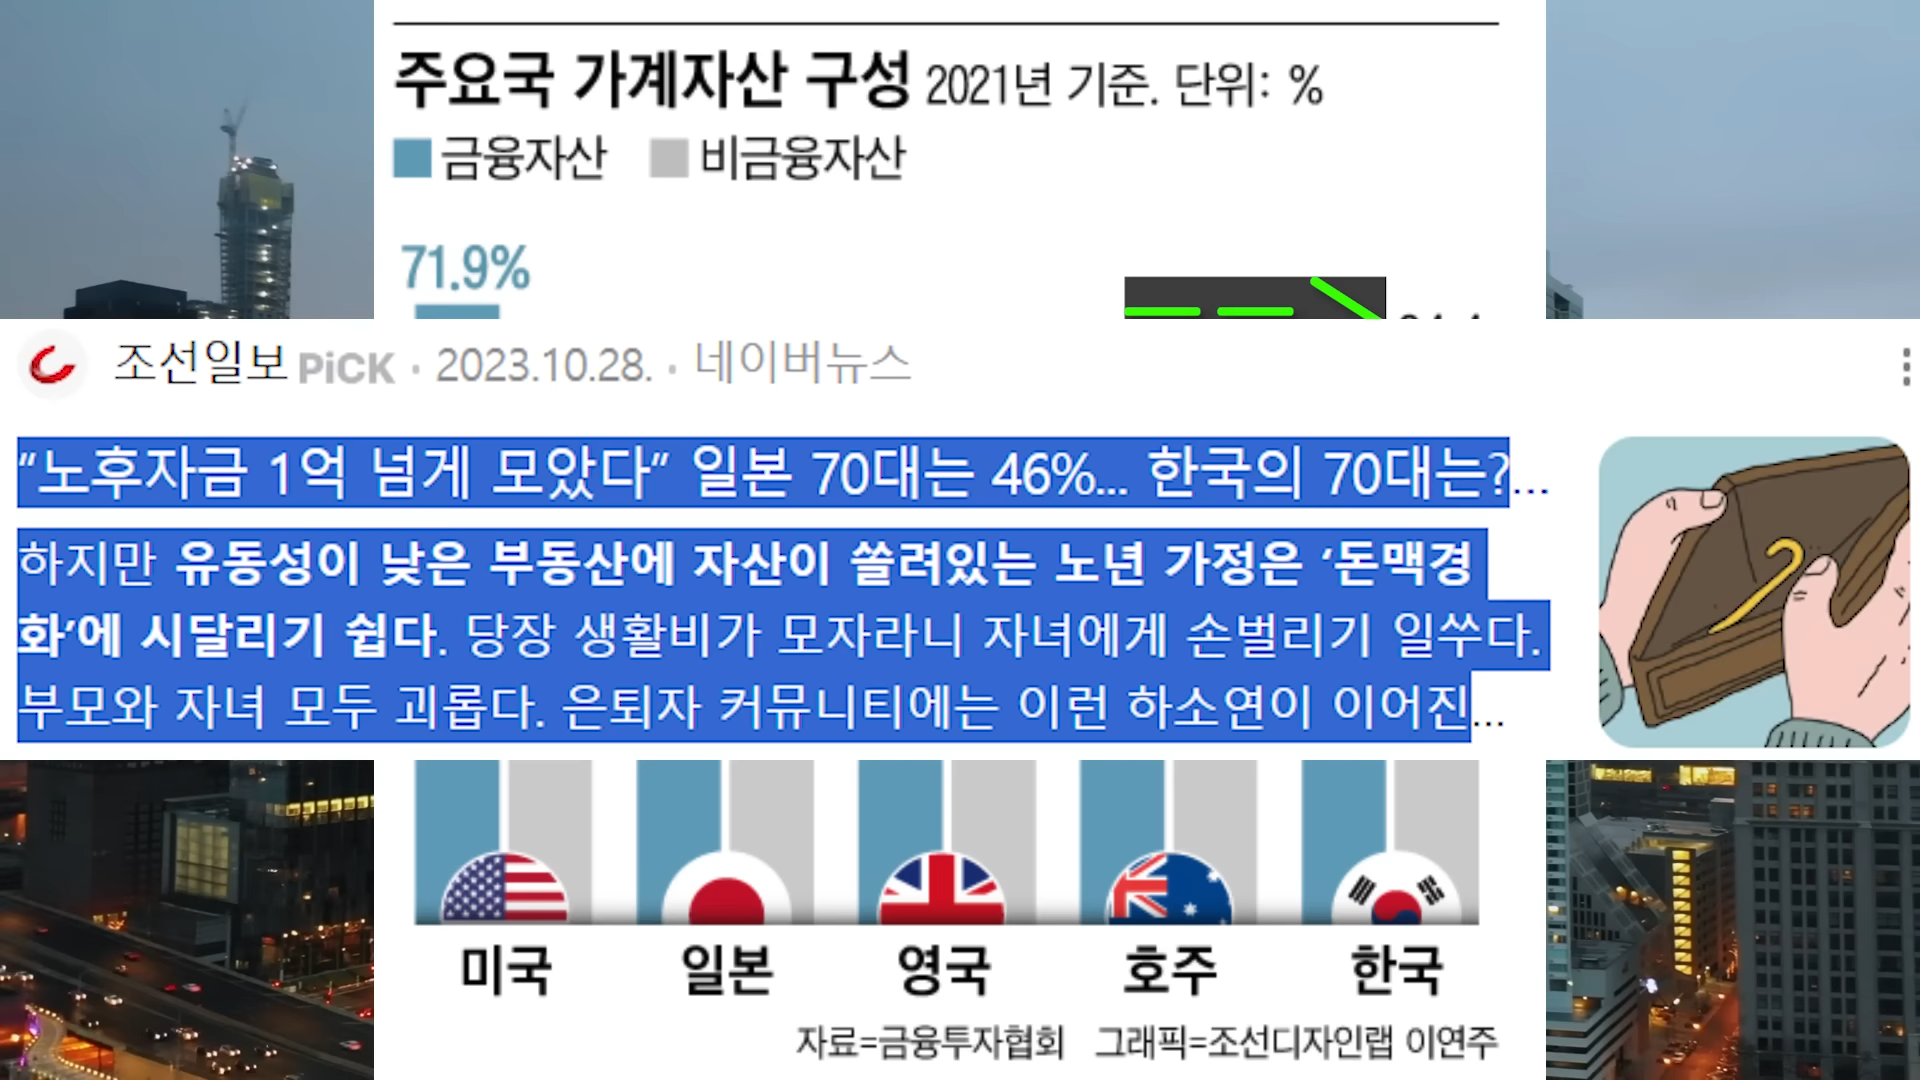 주요국 가계자산 구성 2021년 기준. 단위: %
금융자산 비금융자산
71.9%
조선일보 PiCK · 2023.10.28. · 네이버뉴스
“노후자금 1억 넘게 모았다” 일본 70대는 46%... 한국의 70대는?...
하지만 유동성이 낮은 부동산에 자산이 쏠려있는 노년 가정은 ‘돈맥경
화’에 시달리기 쉽다. 당장 생활비가 모자라니 자녀에게 손벌리기 일쑤다.
부모와 자녀 모두 괴롭다. 은퇴자 커뮤니티에는 이런 하소연이 이어진...
미국 일본 영국 호주 한국
자료=금융투자협회 그래픽=조선디자인랩 이연주